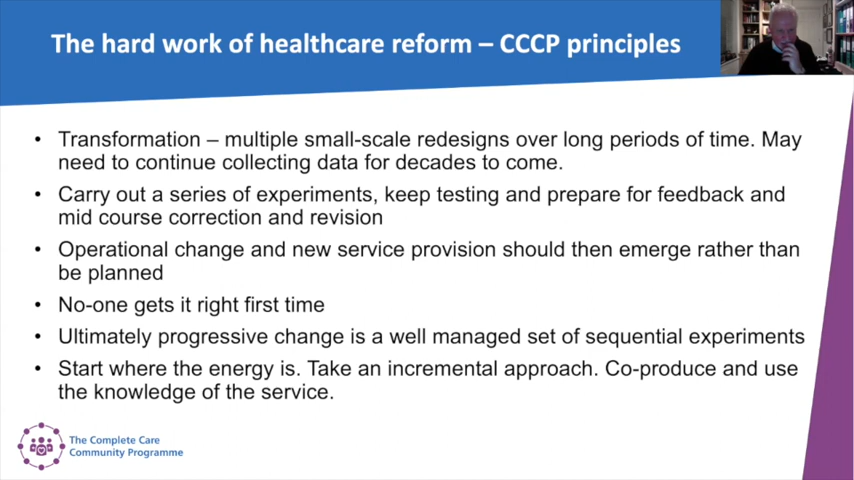 The hard work of healthcare reform – CCCP principles
• Transformation – multiple small-scale redesigns over long periods of time. May
need to continue collecting data for decades to come.
• Carry out a series of experiments, keep testing and prepare for feedback and
mid course correction and revision
• Operational change and new service provision should then emerge rather than
be planned
• No-one gets it right first time
• Ultimately progressive change is a well managed set of sequential experiments
• Start where the energy is. Take an incremental approach. Co-produce and use
the knowledge of the service.
The Complete Care
Community Programme